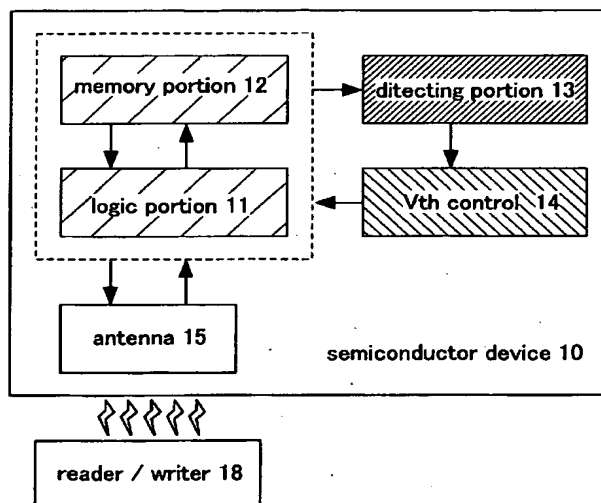 memory portion 12
ditecting portion 13
logic portion 11
Vth control 14
antenna 15
semiconductor device 10
reader / writer 18